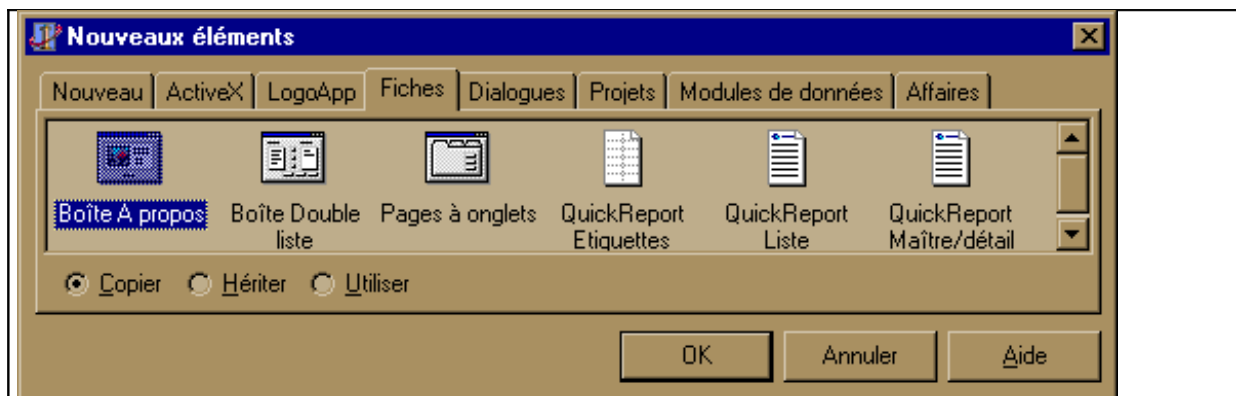 Nouveaux éléments
Nouveau ActiveX LogoApp Fiches Dialogues Projets Modules de données Affaires
Boîte A propos Boîte Double Pages à onglets QuickReport QuickReport QuickReport
liste Etiquettes Liste Maître/détail
Copier Hériter Utiliser
OK Annuler Aide